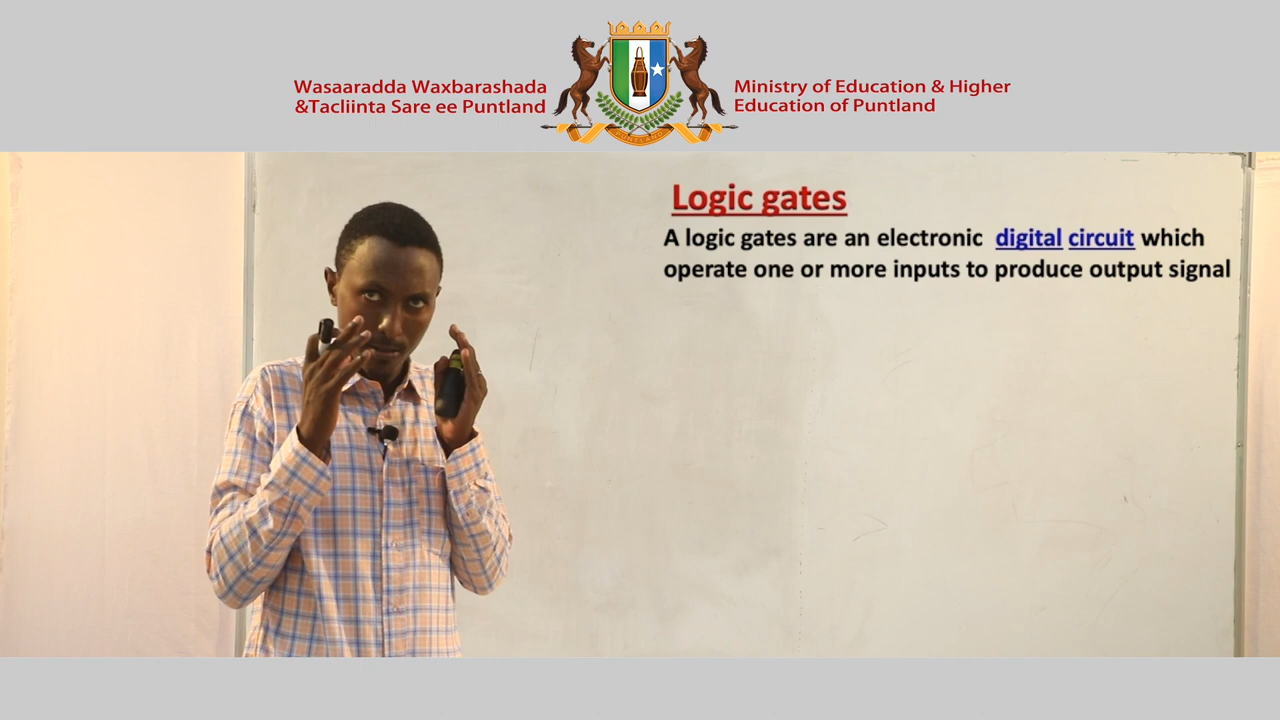 Wasaaradda Waxbarashada
&Tacliinta Sare ee Puntland
Ministry of Education & Higher
Education of Puntland
PUNTLAND
Logic gates
A logic gates are an electronic digital circuit which
operate one or more inputs to produce output signal